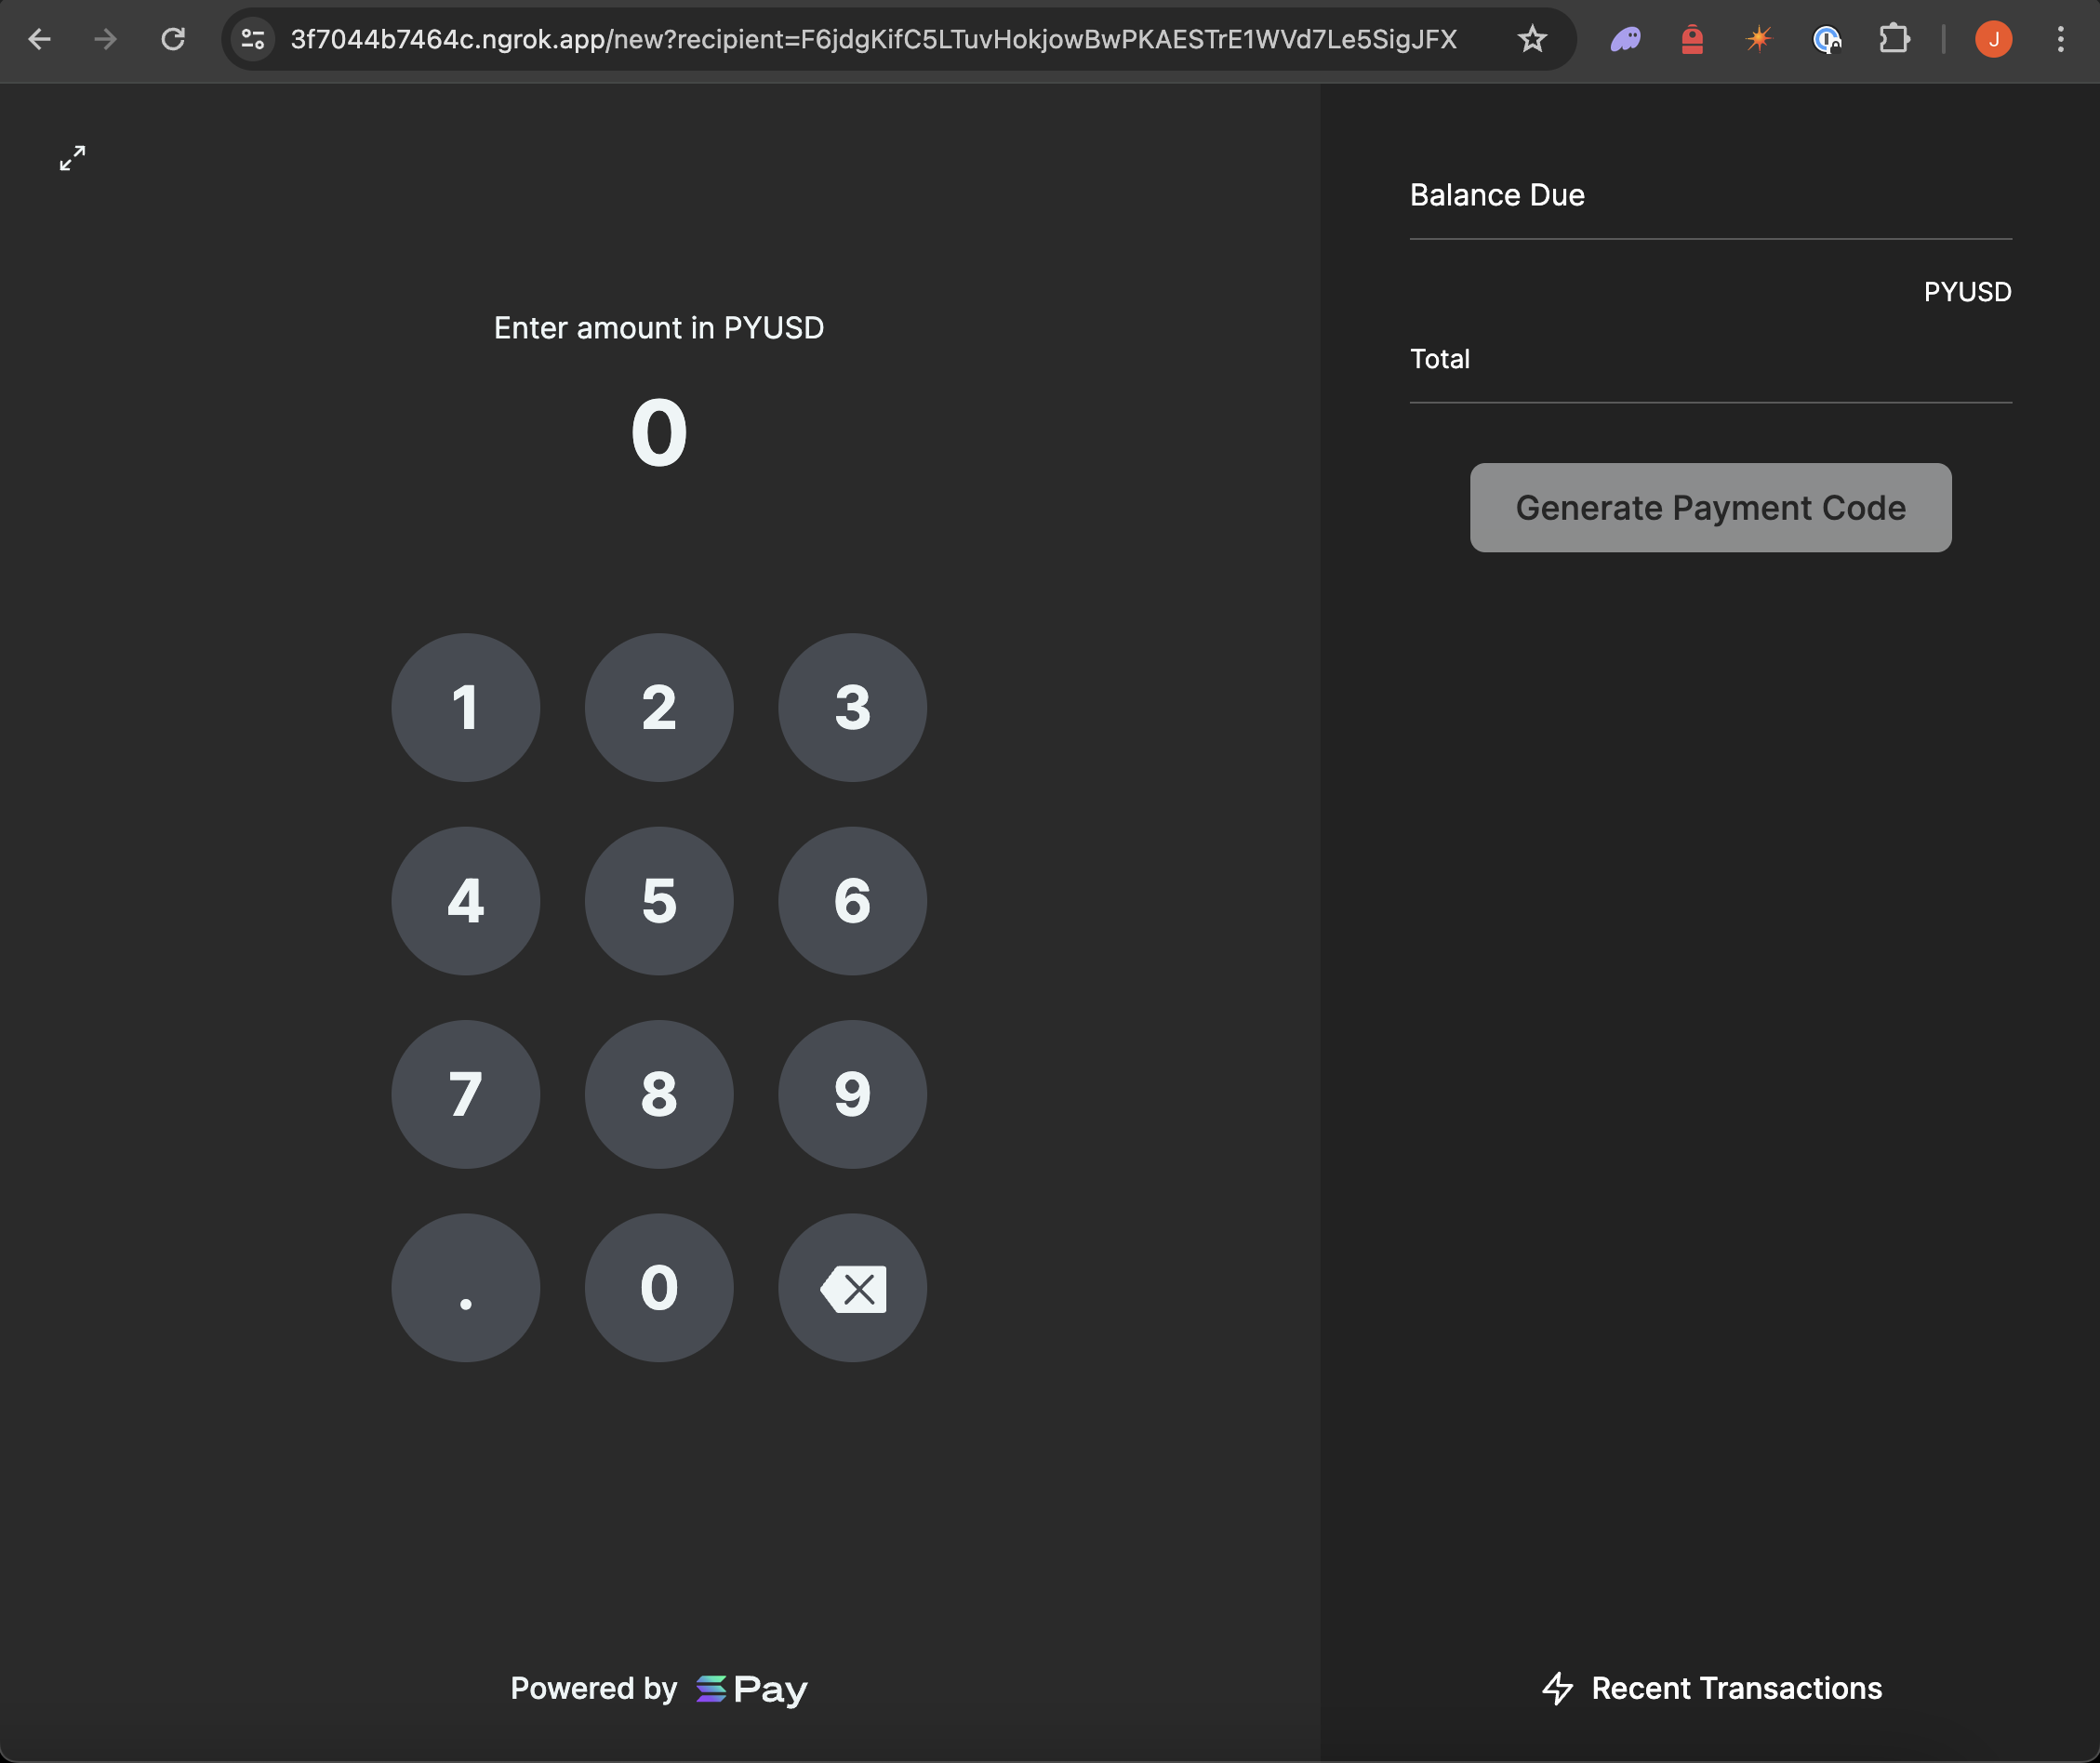 3f7044b7464c.ngrok.app/new?recipient=F6jdgKifC5LTuvHokjowBwPKAESTrE1WVd7Le5SigJFX
J
Enter amount in PYUSD
0
1 2 3
4 5 6
7 8 9
. 0
Powered by Pay
Balance Due
PYUSD
Total
Generate Payment Code
Recent Transactions